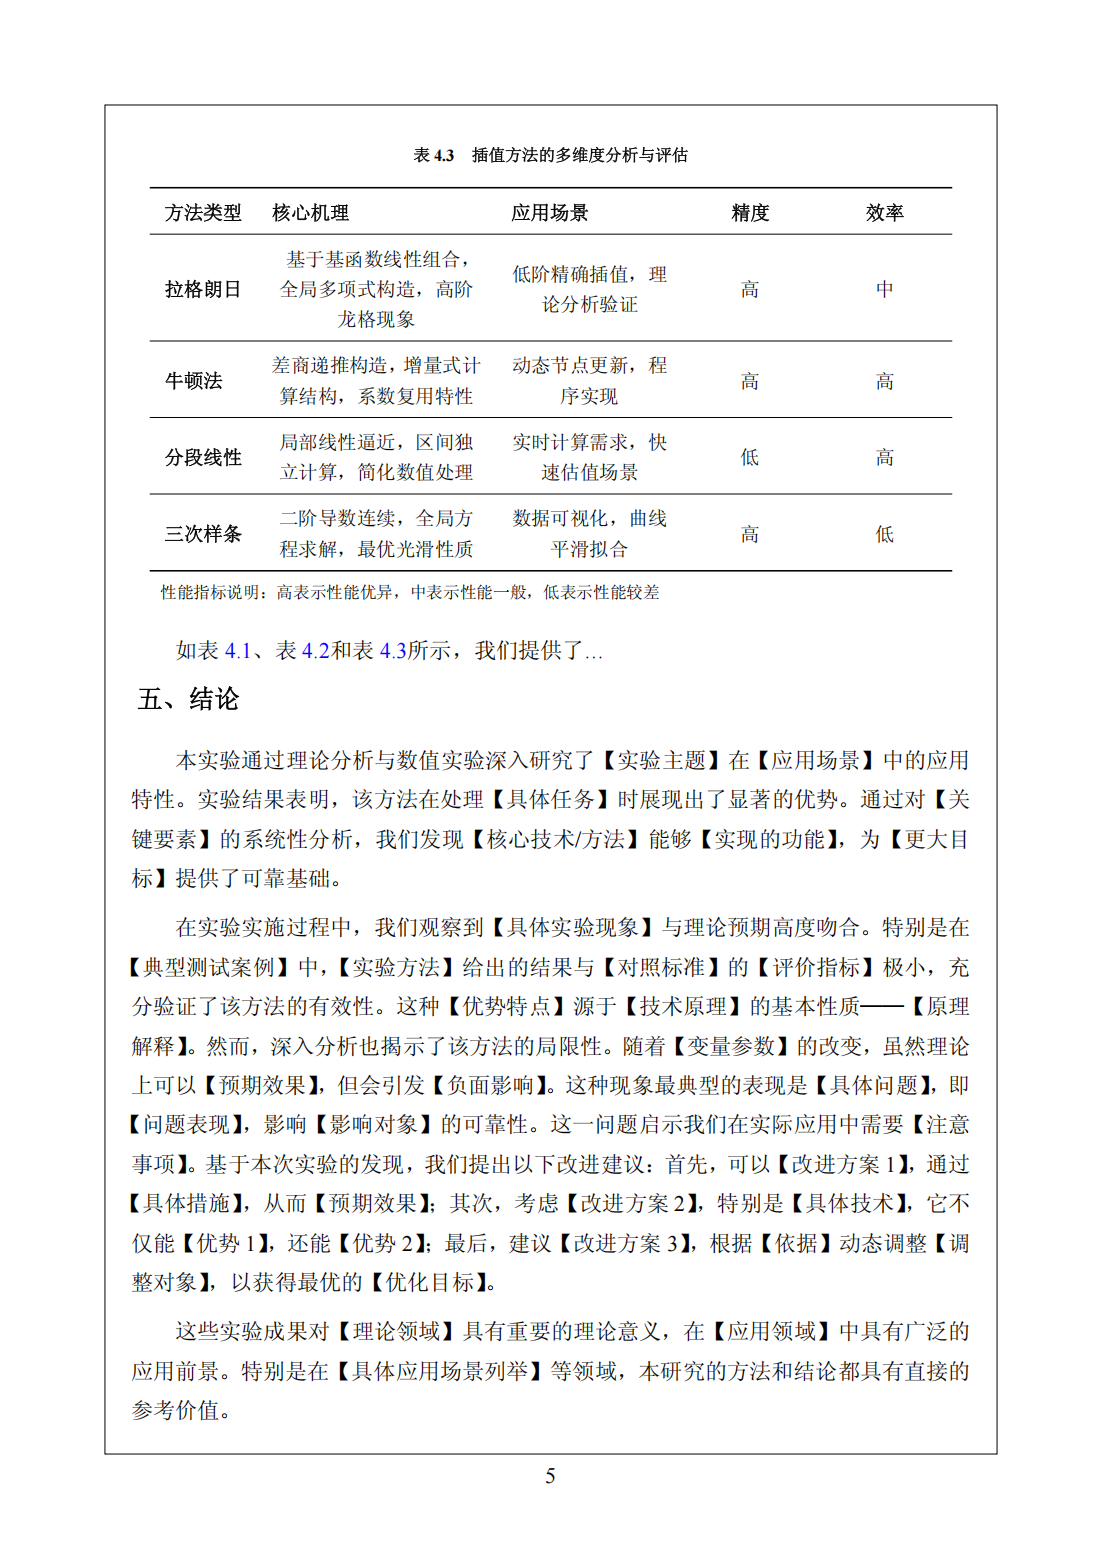 表 4.3 插值方法的多维度分析与评估
方法类型 核心机理 应用场景 精度 效率
拉格朗日 基于基函数线性组合，全局多项式构造，高阶龙格现象 低阶精确插值，理论分析验证 高 中
牛顿法 差商递推构造，增量式计算结构，系数复用特性 动态节点更新，程序实现 高 高
分段线性 局部线性逼近，区间独立计算，简化数值处理 实时计算需求，快速估值场景 低 高
三次样条 二阶导数连续，全局方程求解，最优光滑性质 数据可视化，曲线平滑拟合 高 低
性能指标说明：高表示性能优异，中表示性能一般，低表示性能较差
如表 4.1、表 4.2和表 4.3所示，我们提供了...
五、结论
本实验通过理论分析与数值实验深入研究了【实验主题】在【应用场景】中的应用
特性。实验结果表明，该方法在处理【具体任务】时展现出了显著的优势。通过对【关
键要素】的系统性分析，我们发现【核心技术/方法】能够【实现的功能】，为【更大目
标】提供了可靠基础。
在实验实施过程中，我们观察到【具体实验现象】与理论预期高度吻合。特别是在
【典型测试案例】中，【实验方法】给出的结果与【对照标准】的【评价指标】极小，充
分验证了该方法的有效性。这种【优势特点】源于【技术原理】的基本性质——【原理
解释】。然而，深入分析也揭示了该方法的局限性。随着【变量参数】的改变，虽然理论
上可以【预期效果】，但会引发【负面影响】。这种现象最典型的表现是【具体问题】，即
【问题表现】，影响【影响对象】的可靠性。这一问题启示我们在实际应用中需要【注意
事项】。基于本次实验的发现，我们提出以下改进建议：首先，可以【改进方案 1】，通过
【具体措施】，从而【预期效果】；其次，考虑【改进方案 2】，特别是【具体技术】，它不
仅能【优势 1】，还能【优势 2】；最后，建议【改进方案 3】，根据【依据】动态调整【调
整对象】，以获得最优的【优化目标】。
这些实验成果对【理论领域】具有重要的理论意义，在【应用领域】中具有广泛的
应用前景。特别是在【具体应用场景列举】等领域，本研究的方法和结论都具有直接的
参考价值。
5